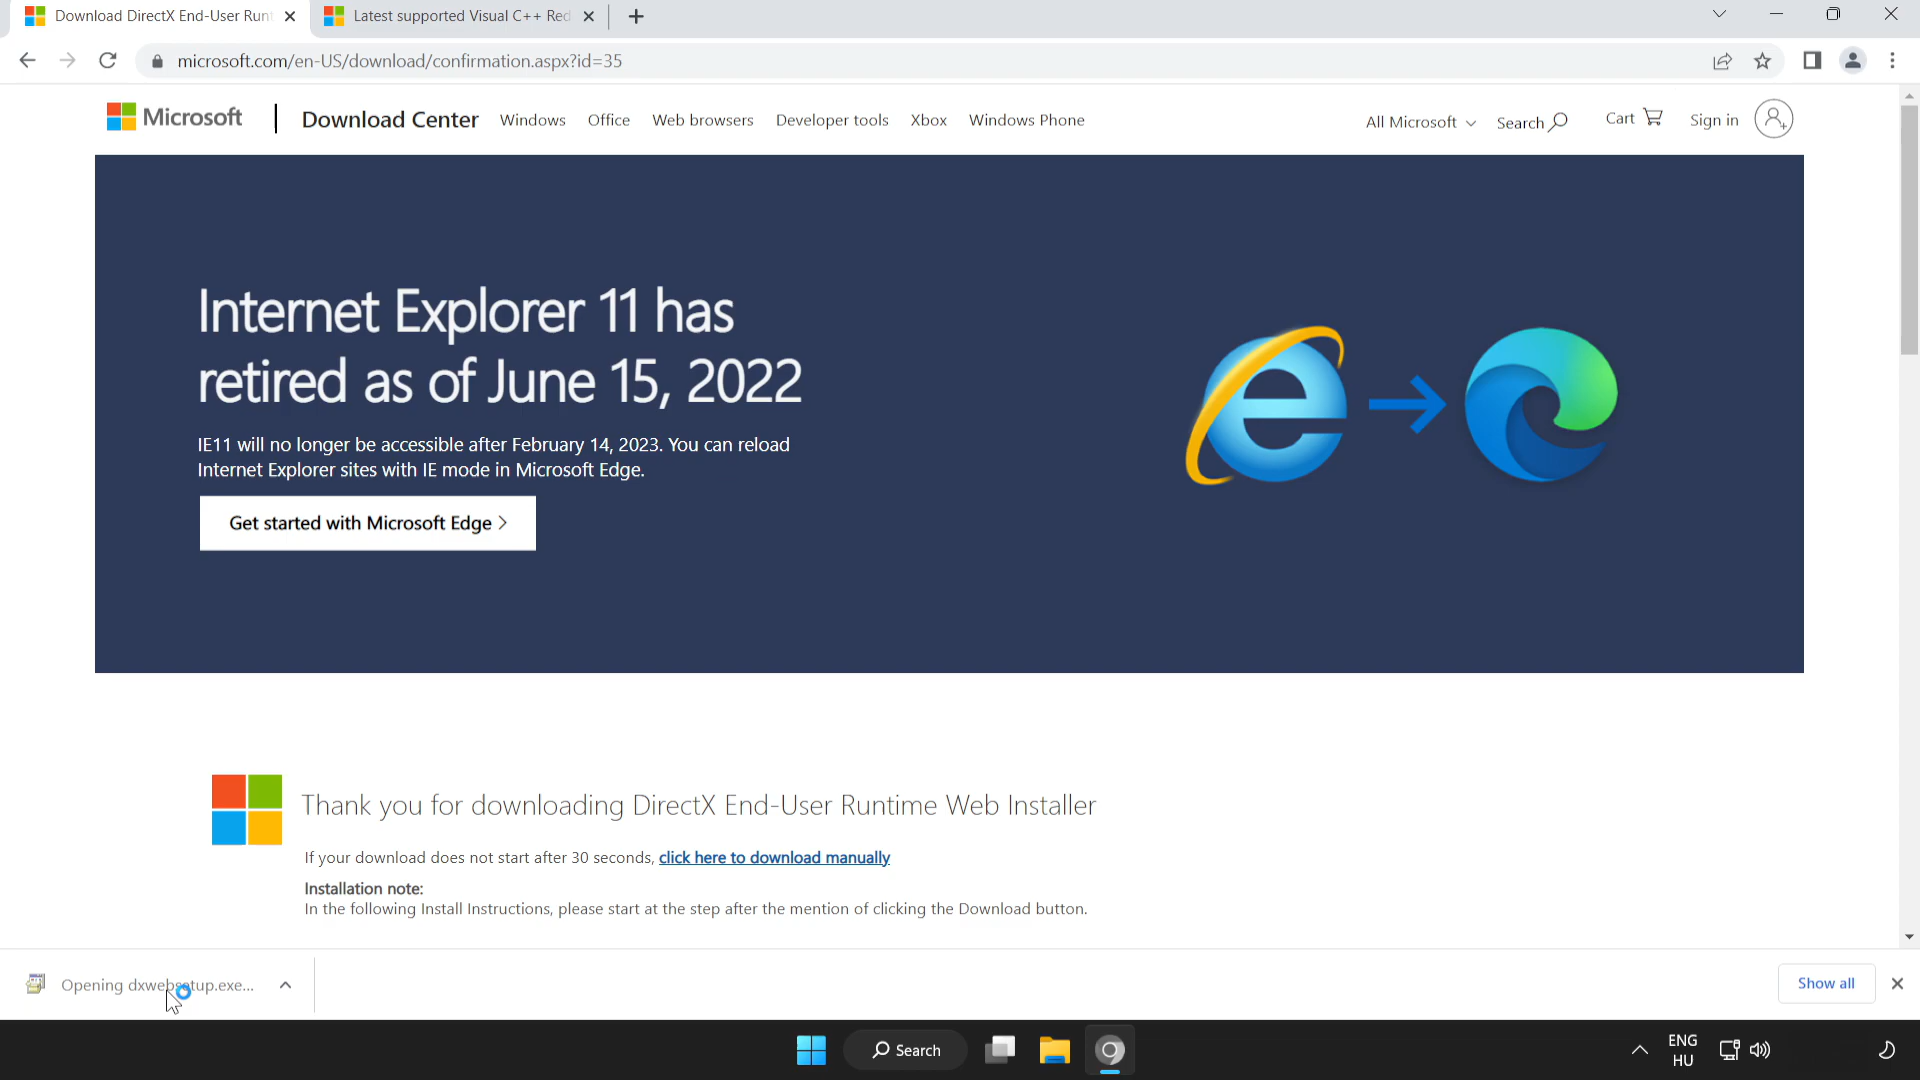 Download DirectX End-User Runt
Latest supported Visual C++ Red
microsoft.com/en-US/download/confirmation.aspx?id=35
Microsoft
Download Center
Windows
Office
Web browsers
Developer tools
Xbox
Windows Phone
All Microsoft
Search
Cart
Sign in
Internet Explorer 11 has
retired as of June 15, 2022
IE11 will no longer be accessible after February 14, 2023. You can reload
Internet Explorer sites with IE mode in Microsoft Edge.
Get started with Microsoft Edge >
Thank you for downloading DirectX End-User Runtime Web Installer
If your download does not start after 30 seconds, click here to download manually
Installation note:
In the following Install Instructions, please start at the step after the mention of clicking the Download button.
Opening dxwebsetup.exe...
Show all
Search
ENG
HU